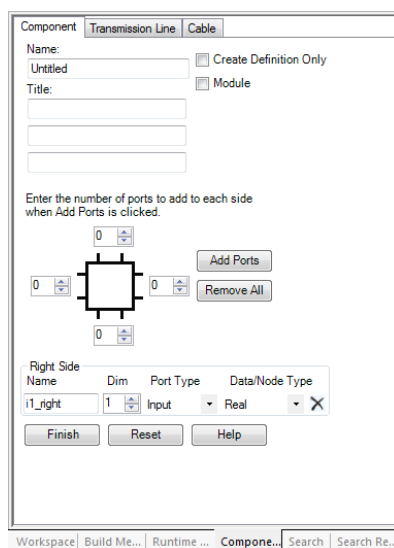 Component Transmission Line Cable
Name:
Untitled
Create Definition Only
Title:
Module
Enter the number of ports to add to each side
when Add Ports is clicked.
0
0
0
Add Ports
Remove All
0
Right Side
Name Dim Port Type Data/Node Type
i1_right 1 Input Real
Finish Reset Help
Workspace Build Me... Runtime ... Compone... Search Search Re...